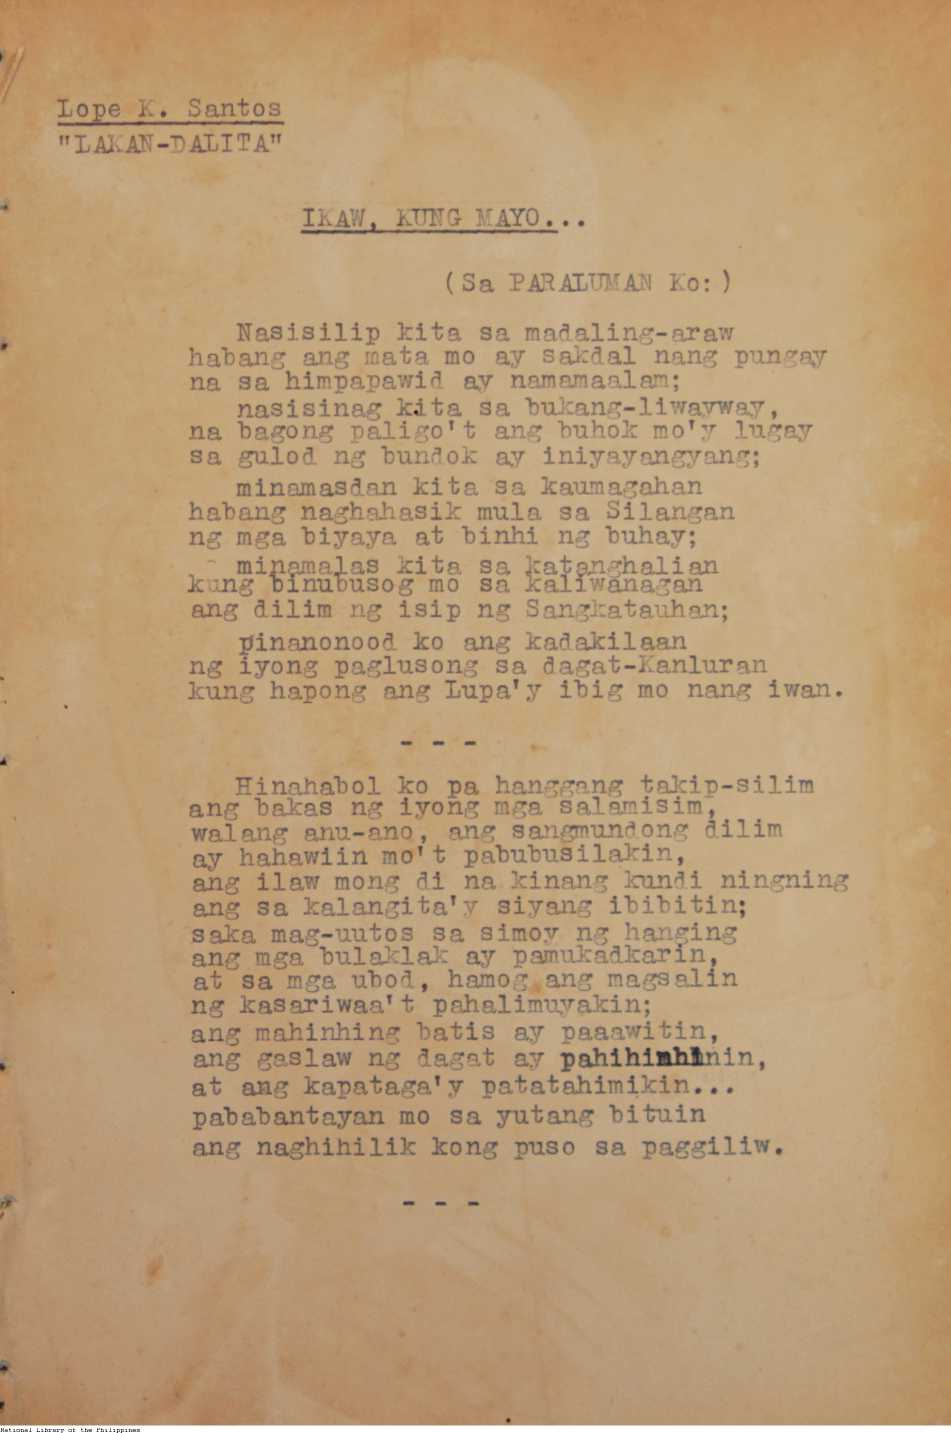 Lope K. Santos
"LAKAN-DALITA"
IKAW, KUNG MAYO...
(Sa PARALUMAN Ko:)
Nasisilip kita sa madaling-araw
habang ang mata mo ay sakdal nang pungay
na sa himpapawid ay namamaalam;
nasisinag kita sa bukang-liwayway,
na bagong paligo't ang buhok mo'y lugay
sa gulod ng bundok ay iniyayangyang;
minamasdan kita sa kaumagahan
habang naghahasik mula sa Silangan
ng mga biyaya at binhi ng buhay;
minamalas kita sa katanghalian
kung binubusog mo sa kaliwanagan
ang dilim ng isip ng Sangkatauhan;
pinanonood ko ang kadakilaan
ng iyong paglusong sa dagat-Kanluran
kung hapong ang Lupa'y ibig mo nang iwan.
- - -
Hinahabol ko pa hanggang takip-silim
ang bakas ng iyong mga salamisim,
walang anu-ano, ang sangmundong dilim
ay hahawiin mo't pabubusilakin,
ang ilaw mong di na kinang kundi ningning
ang sa kalangita'y siyang ibibitin;
saka mag-uutos sa simoy ng hanging
ang mga bulaklak ay pamukadkarin,
at sa mga ubod, hamog ang magsalin
ng kasariwaa't pahalimuyakin;
ang mahinhing batis ay paaawitin,
ang gaslaw ng dagat ay pahihinhinin,
at ang kapataga'y patatahimikin...
pababantayan mo sa yutang bituin
ang naghihilik kong puso sa paggiliw.
- - -
National Library of the Philippines